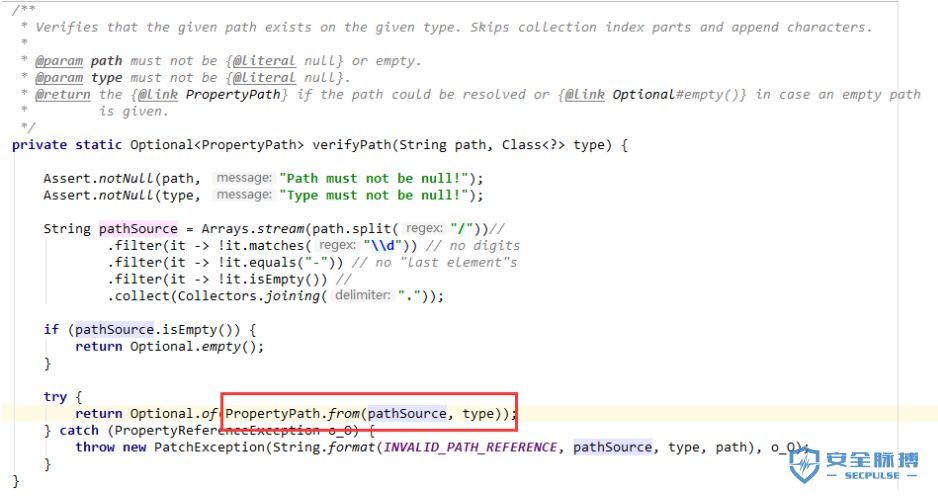 /**
 * Verifies that the given path exists on the given type. Skips collection index parts and append characters.
 *
 * @param path must not be {@literal null} or empty.
 * @param type must not be {@literal null}.
 * @return the {@link PropertyPath} if the path could be resolved or {@link Optional#empty()} in case an empty path
 *         is given.
 */
private static Optional<PropertyPath> verifyPath(String path, Class<?> type) {
    Assert.notNull(path, message: "Path must not be null!");
    Assert.notNull(type, message: "Type must not be null!");
    String pathSource = Arrays.stream(path.split( regex: "/"))//
            .filter(it -> !it.matches( regex: "\\d")) // no digits
            .filter(it -> !it.equals("-")) // no "last element"s
            .filter(it -> !it.isEmpty()) //
            .collect(Collectors.joining( delimiter: "."));
    if (pathSource.isEmpty()) {
        return Optional.empty();
    }
    try {
        return Optional.of(PropertyPath.from(pathSource, type));
    } catch (PropertyReferenceException o_O) {
        throw new PatchException(String.format(INVALID_PATH_REFERENCE, pathSource, type, path), o_O);
    }
}
安全脉搏
SECPULSE